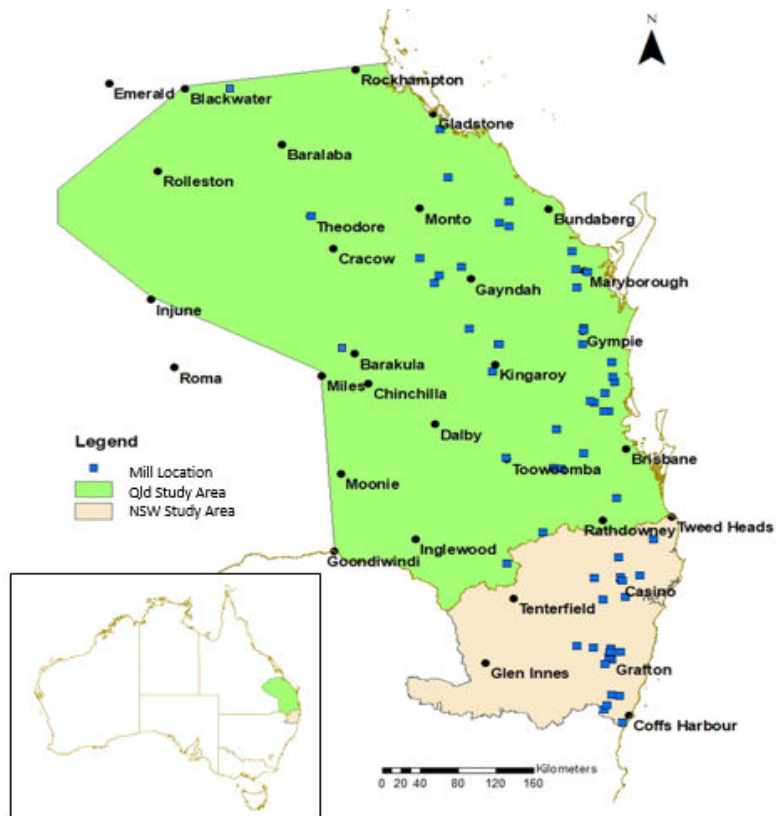 N
Emerald
Blackwater
Rockhampton
Gladstone
Baralaba
Rolleston
Monto
Bundaberg
Theodore
Cracow
Gayndah
Maryborough
Injune
Gympie
Barakula
Roma
Miles
Kingaroy
Chinchilla
Dalby
Legend
Mill Location
Qld Study Area
NSW Study Area
Toowoomba
Brisbane
Moonie
Rathdowney
Tweed Heads
Goondiwindi
Inglewood
Casino
Tenterfield
Glen Innes
Grafton
Coffs Harbour
Kilometers
0 20 40 80 120 160